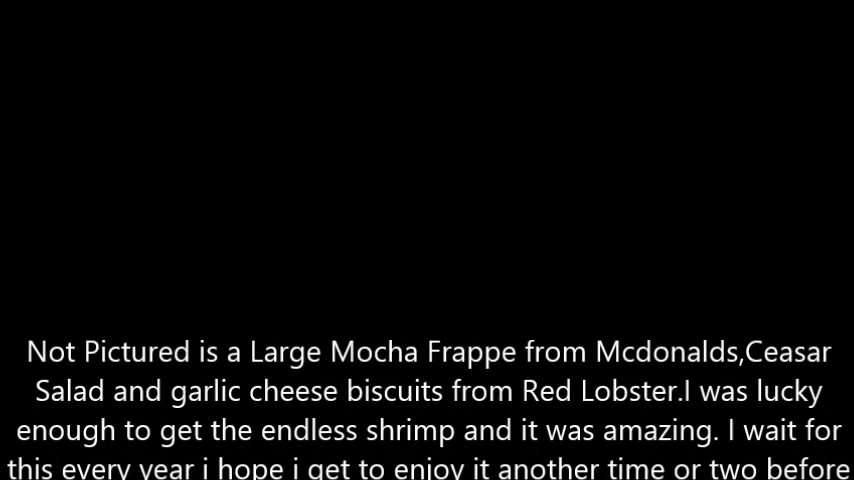 Not Pictured is a Large Mocha Frappe from Mcdonalds,Ceasar
Salad and garlic cheese biscuits from Red Lobster.I was lucky
enough to get the endless shrimp and it was amazing. I wait for
this every year i hope i get to enjoy it another time or two before